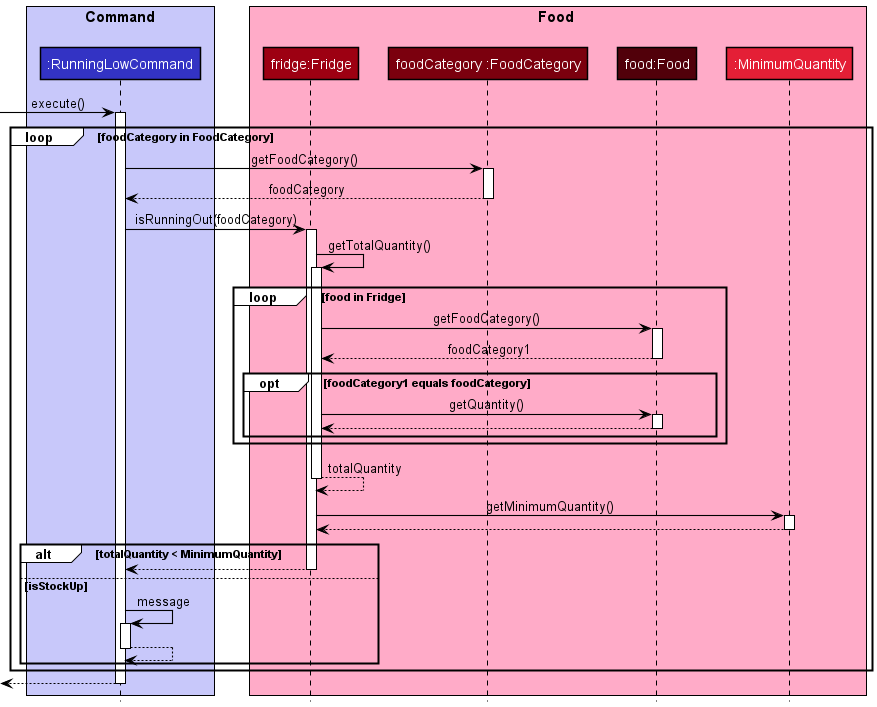 Command
Food
:RunningLowCommand
fridge:Fridge
foodCategory :FoodCategory
food:Food
:MinimumQuantity
execute()
loop
[foodCategory in FoodCategory]
getFoodCategory()
foodCategory
isRunningOut(foodCategory)
getTotalQuantity()
loop
[food in Fridge]
getFoodCategory()
foodCategory1
opt
[foodCategory1 equals foodCategory]
getQuantity()
totalQuantity
getMinimumQuantity()
alt
[totalQuantity < MinimumQuantity]
[isStockUp]
message